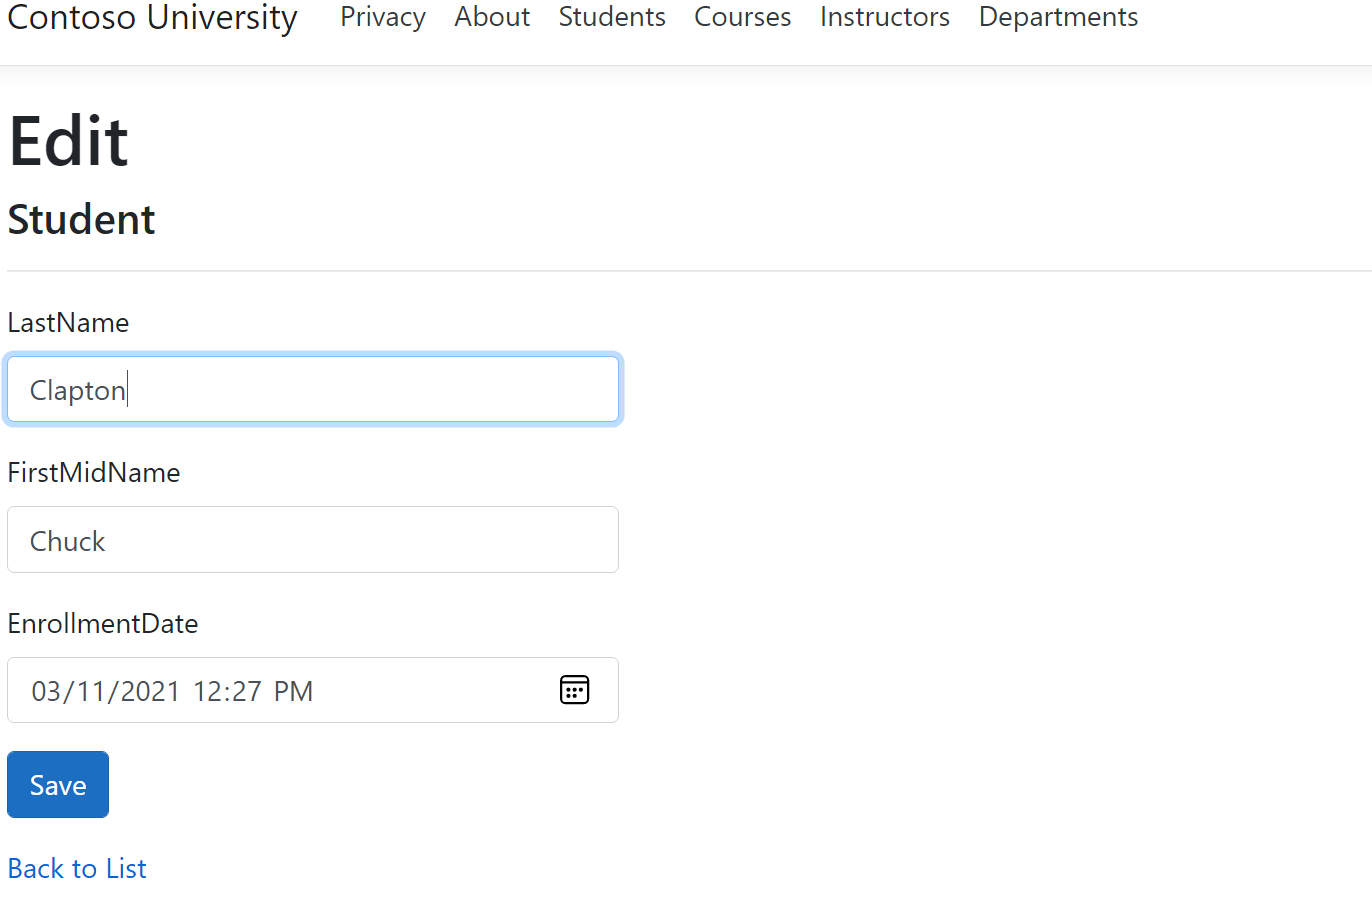 Contoso University Privacy About Students Courses Instructors Departments
Edit
Student
LastName
Clapton
FirstMidName
Chuck
EnrollmentDate
03/11/2021 12:27 PM
Save
Back to List